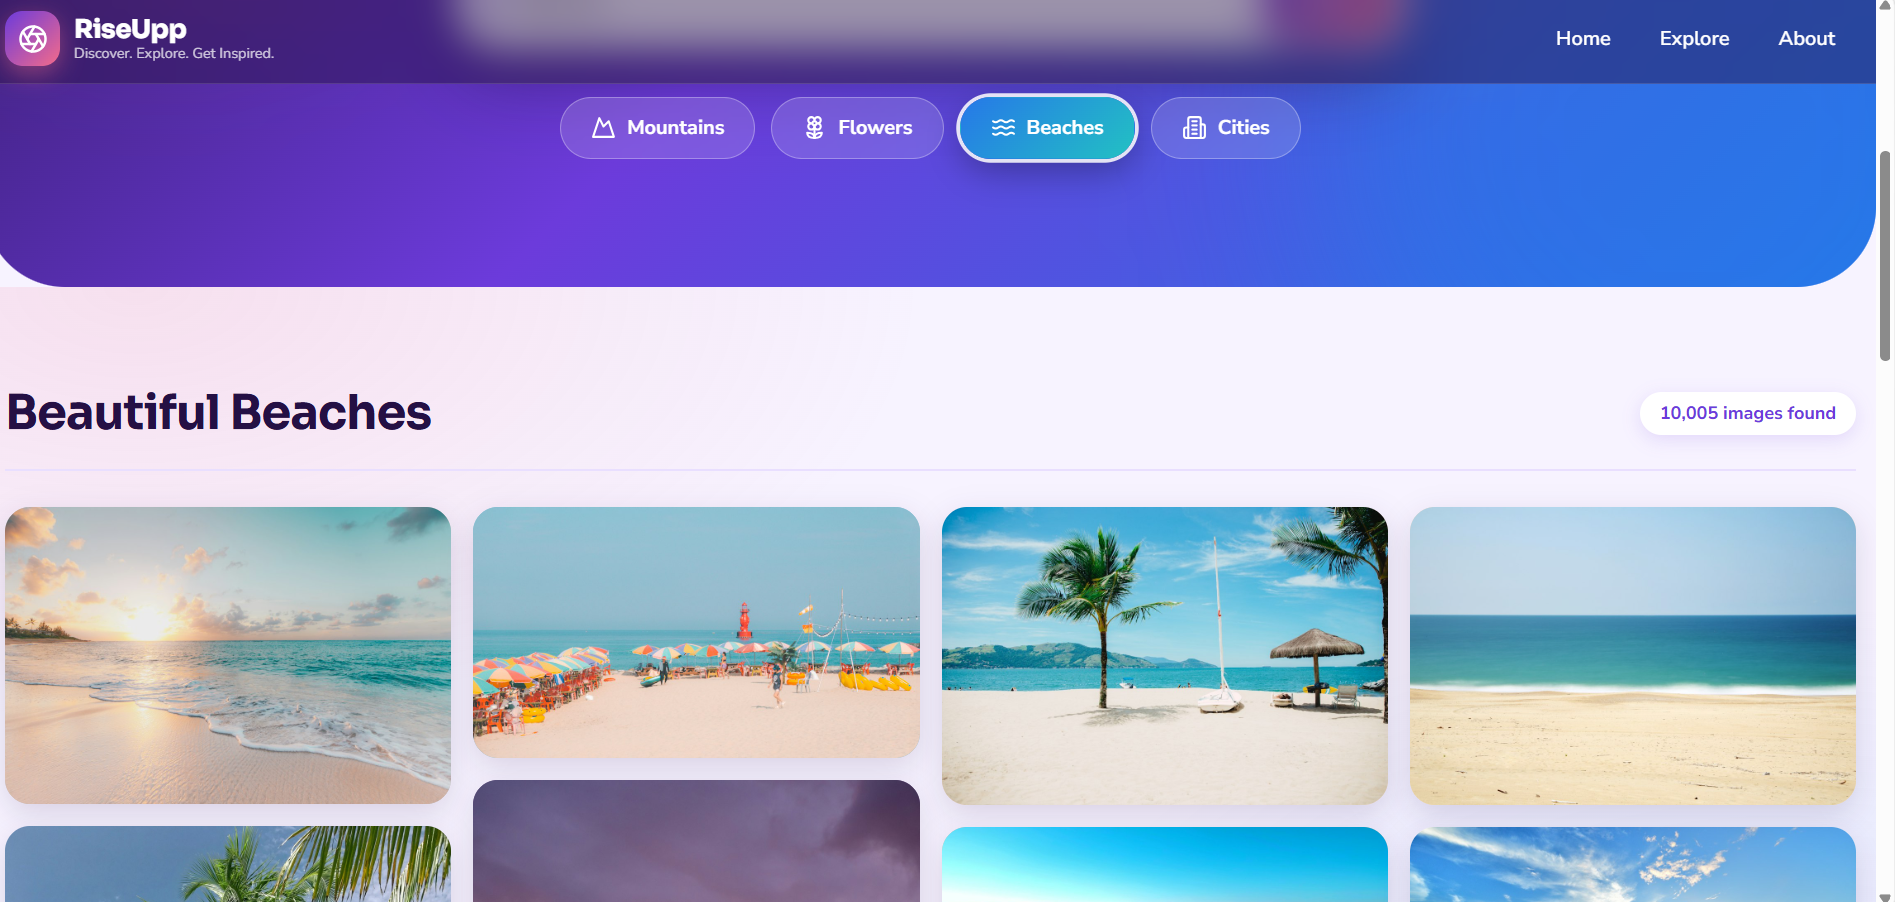 RiseUpp
Discover. Explore. Get Inspired.
Home
Explore
About
Mountains
Flowers
Beaches
Cities
Beautiful Beaches
10,005 images found